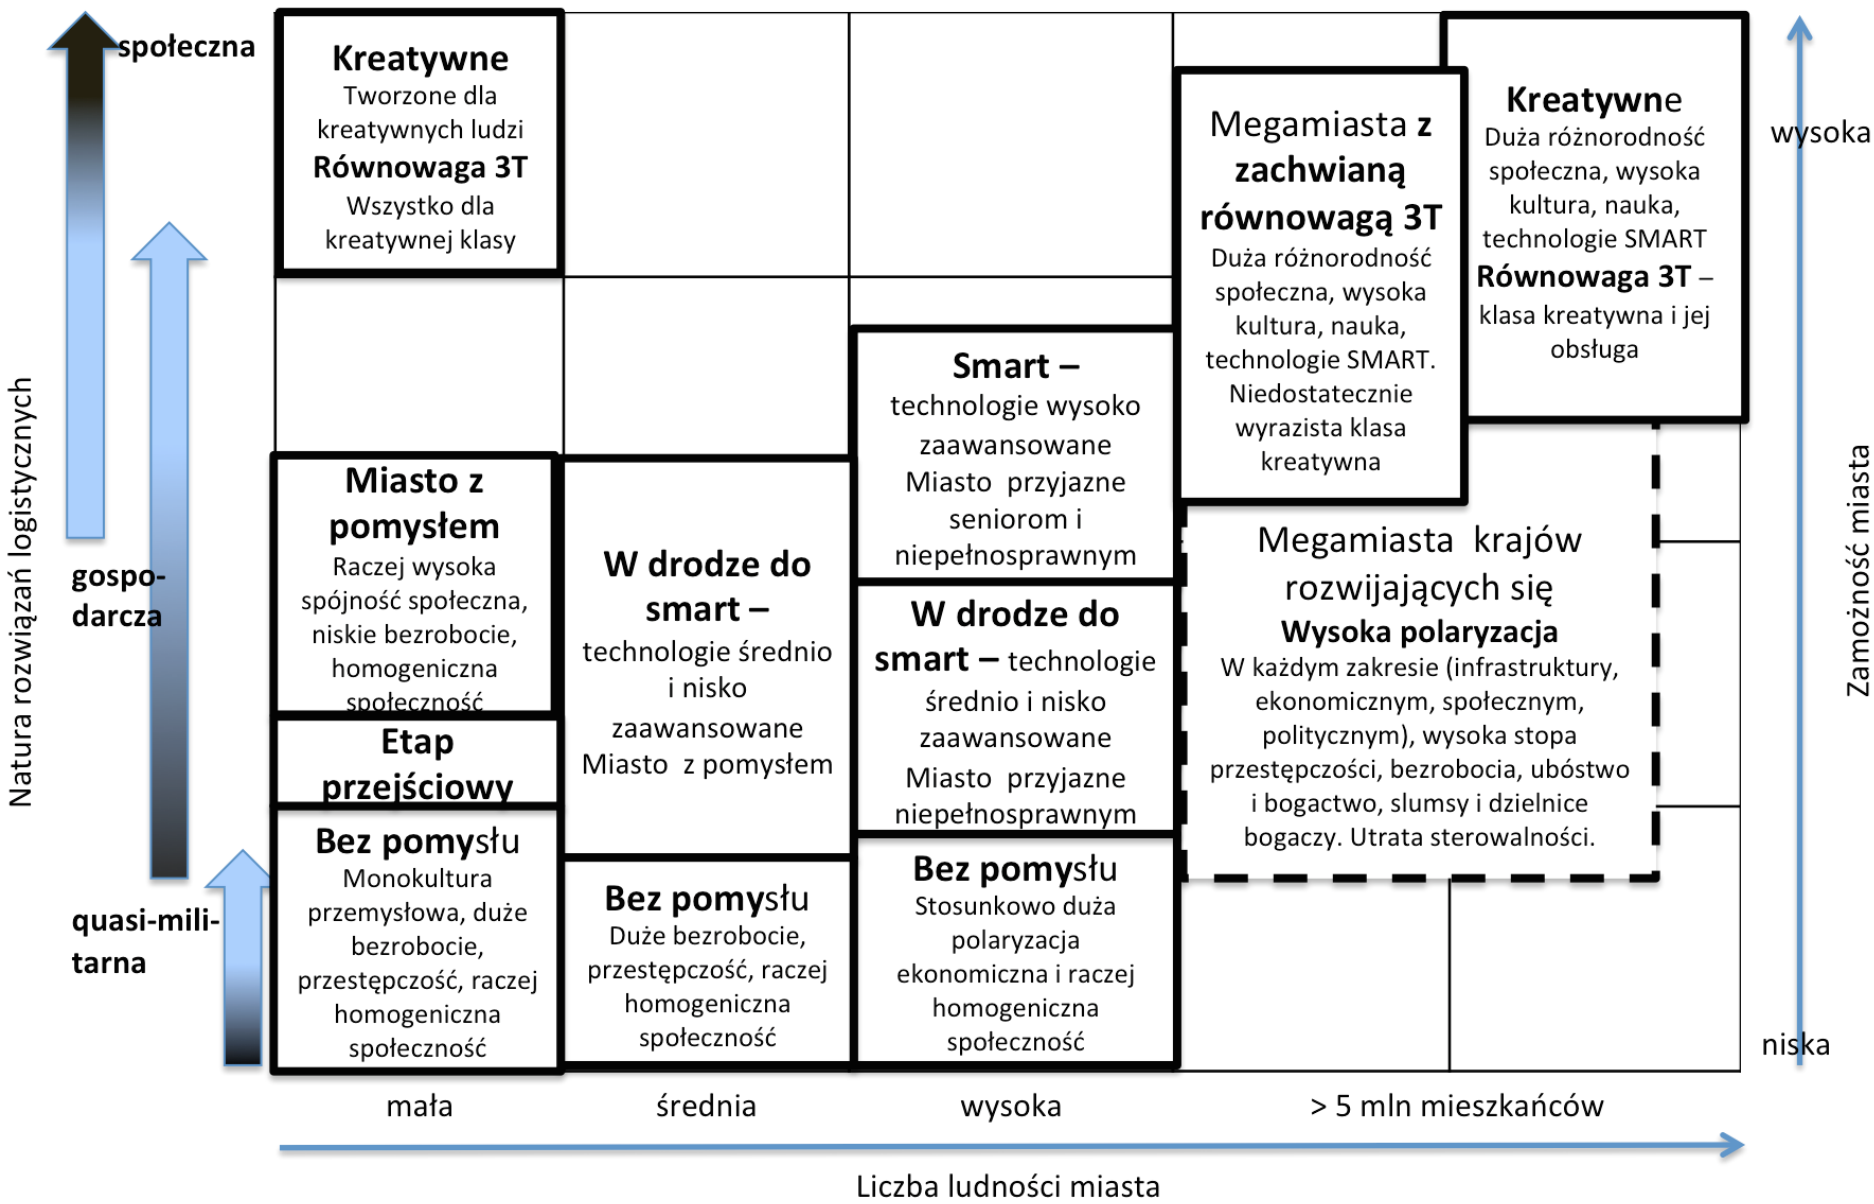 społeczna
Natura rozwiązań logistycznych
gospo-
darcza
quasi-mili-
tarna
Kreatywne
Tworzone dla
kreatywnych ludzi
Równowaga 3T
Wszystko dla
kreatywnej klasy
Miasto z
pomysłem
Raczej wysoka
spójność społeczna,
niskie bezrobocie,
homogeniczna
społeczność
Etap
przejściowy
Bez pomysłu
Monokultura
przemysłowa, duże
bezrobocie,
przestępczość, raczej
homogeniczna
społeczność
W drodze do
smart –
technologie średnio
i nisko
zaawansowane
Miasto z pomysłem
Bez pomysłu
Duże bezrobocie,
przestępczość, raczej
homogeniczna
społeczność
Smart –
technologie wysoko
zaawansowane
Miasto przyjazne
seniorom i
niepełnosprawnym
W drodze do
smart – technologie
średnio i nisko
zaawansowane
Miasto przyjazne
niepełnosprawnym
Bez pomysłu
Stosunkowo duża
polaryzacja
ekonomiczna i raczej
homogeniczna
społeczność
Megamiasta z
zachwianą
równowagą 3T
Duża różnorodność
społeczna, wysoka
kultura, nauka,
technologie SMART.
Niedostatecznie
wyrazista klasa
kreatywna
Kreatywne
Duża różnorodność
społeczna, wysoka
kultura, nauka,
technologie SMART
Równowaga 3T –
klasa kreatywna i jej
obsługa
Megamiasta krajów
rozwijających się
Wysoka polaryzacja
W każdym zakresie (infrastruktury,
ekonomicznym, społecznym,
politycznym), wysoka stopa
przestępczości, bezrobocia, ubóstwo
i bogactwo, slumsy i dzielnice
bogaczy. Utrata sterowalności.
wysoka
Zamożność miasta
niska
mała
średnia
wysoka
> 5 mln mieszkańców
Liczba ludności miasta